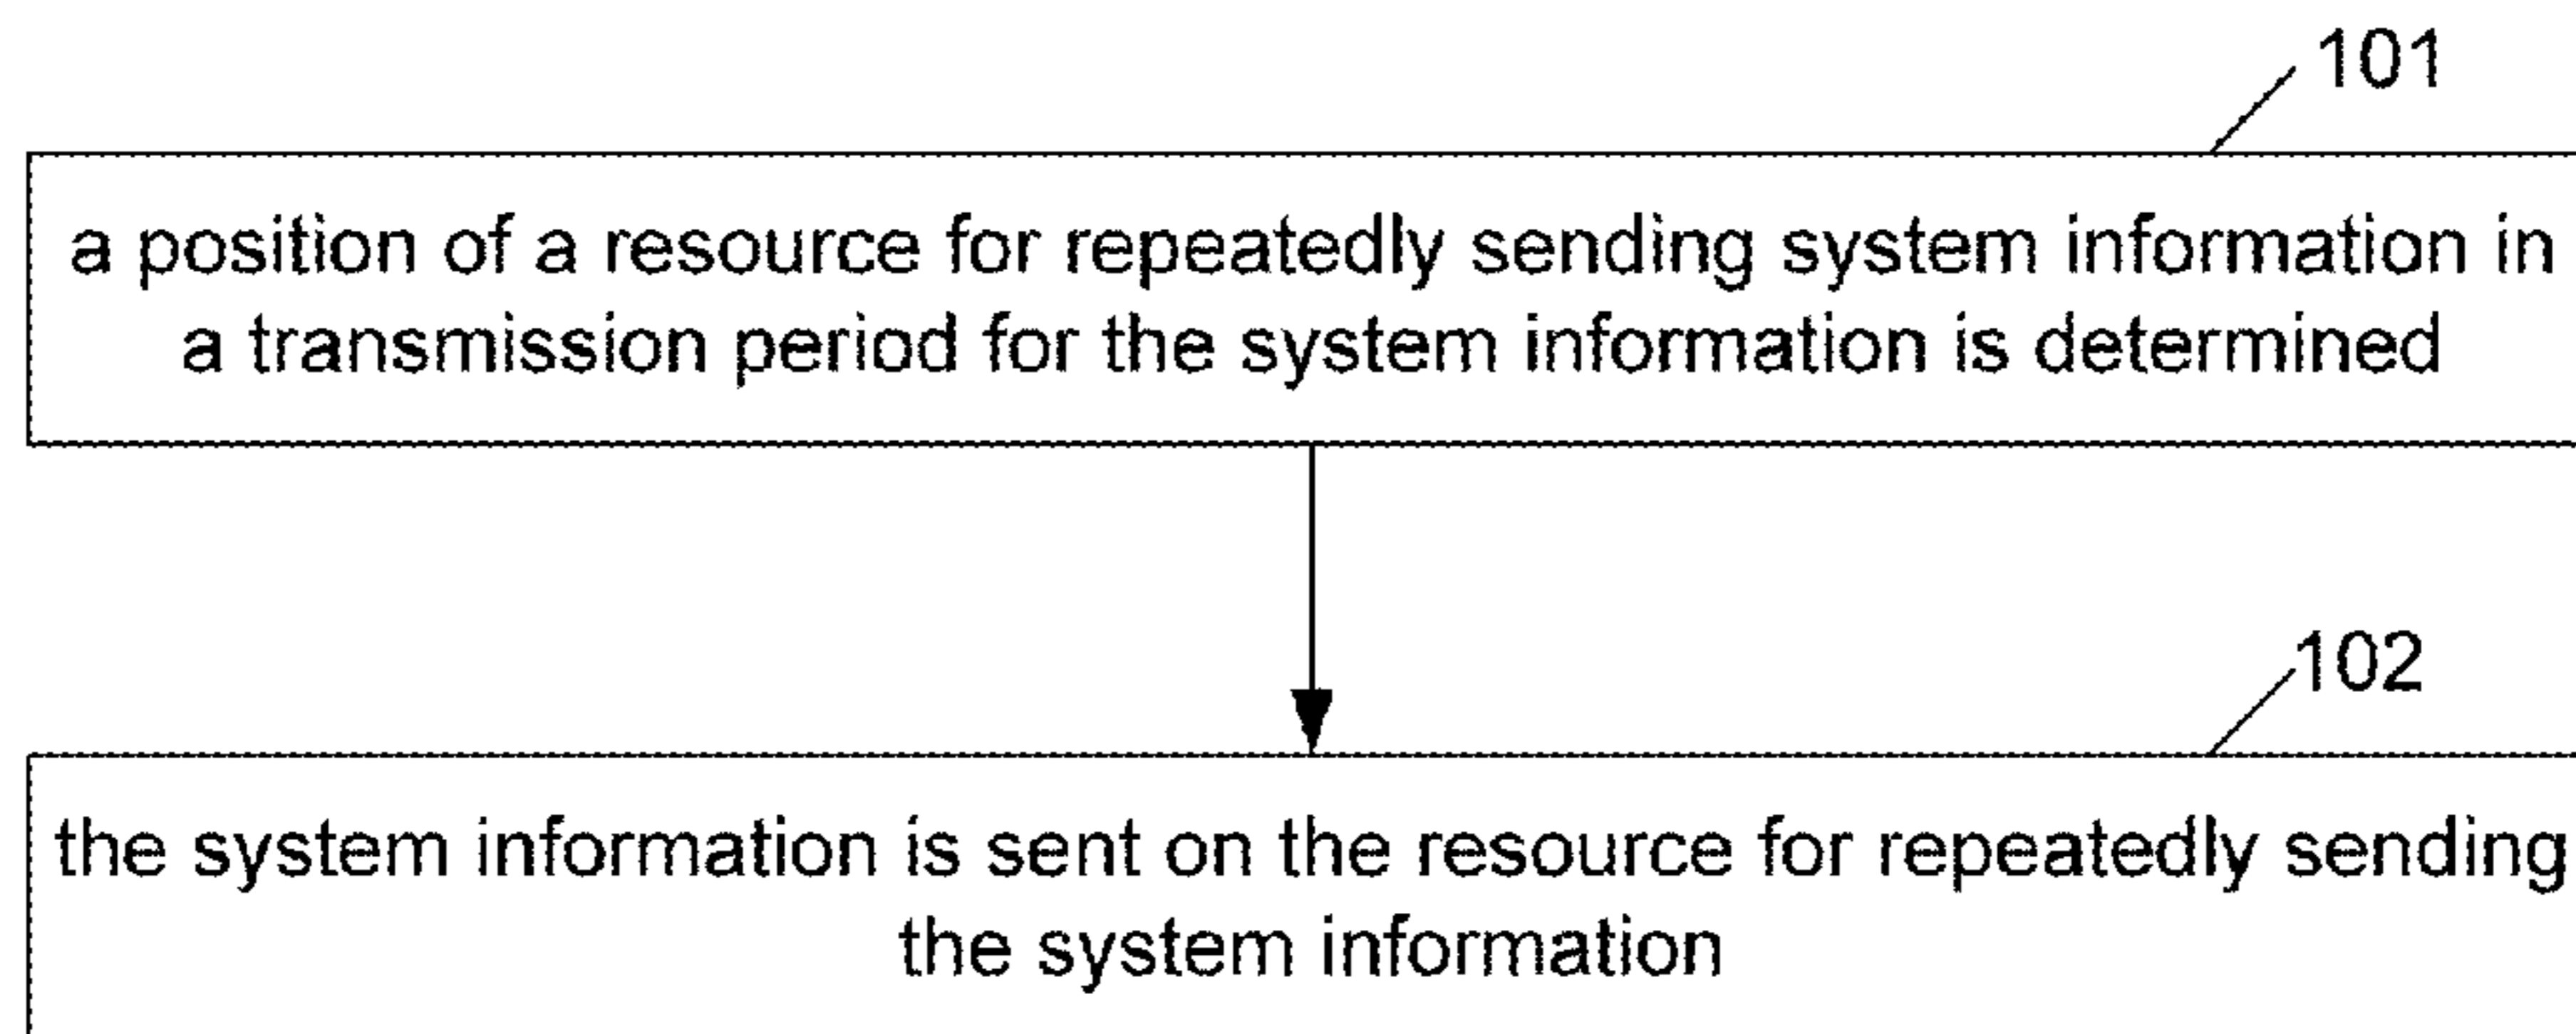 101
a position of a resource for repeatedly sending system information in
a transmission period for the system information is determined
102
the system information is sent on the resource for repeatedly sending
the system information